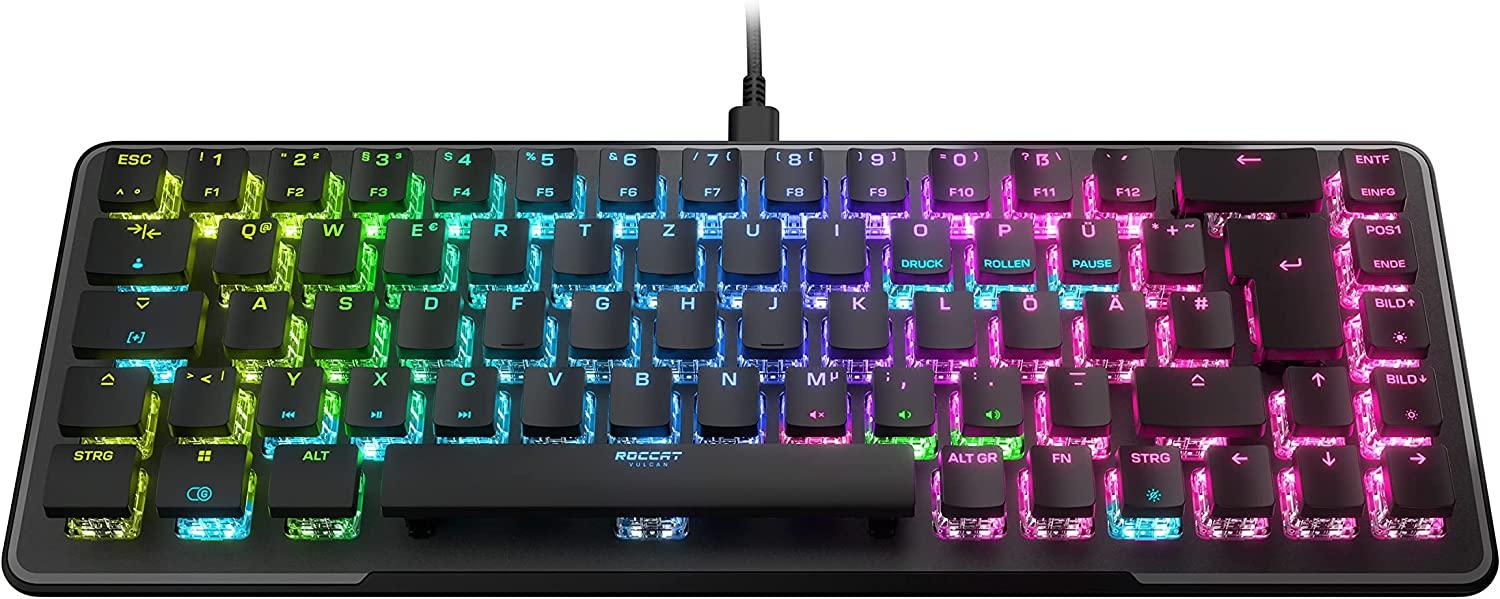 ESC ! 1 " 2 ² § 3 ³ $ 4 % 5 & 6 / 7 { ( 8 [ ) 9 ] = 0 } ? ß \ ` ´ ← ENTF
^ ° F1 F2 F3 F4 F5 F6 F7 F8 F9 F10 F11 F12 EINFG
Q @ W E € R T Z U I O P Ü * + ~ POS1
DRUCK ROLLEN PAUSE ↵ ENDE
A S D F G H J K L Ö Ä ' # BILD↑
[+]
> < | Y X C V B N M µ ; , : . _ – ↑ BILD↓
STRG ALT ROCCAT ALT GR FN STRG ← ↓ →
VULCAN
G